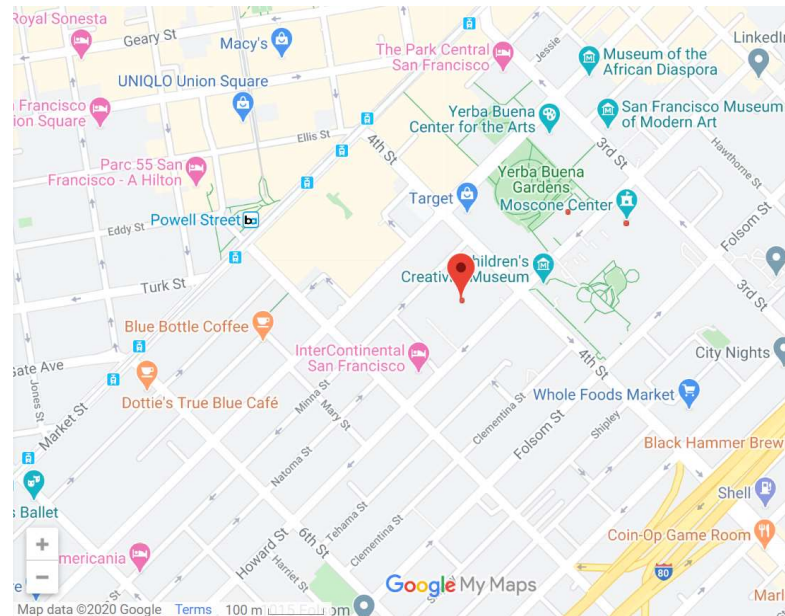 Royal Sonesta
Geary St
Macy's
The Park Central
San Francisco
Jessie
LinkedIn
Museum of the
African Diaspora
UNIQLO Union Square
Francisco
ion Square
Yerba Buena
Center for the Arts
San Francisco Museum
of Modern Art
Ellis St
4th St
3rd St
Hawthorne St
Parc 55 San
Francisco - A Hilton
Yerba Buena
Gardens
Target
Moscone Center
Powell Street
Eddy St
Folsom St
Children's
Creativity Museum
Turk St
3rd St
Blue Bottle Coffee
InterContinental
San Francisco
4th St
City Nights
Gate Ave
Jones St
Minna St
Dottie's True Blue Café
Whole Foods Market
Mary St
Clementina St
Market St
Folsom St
Shipley
Black Hammer Brew
Natoma St
s Ballet
Shell
Tehama St
6th St
Clementina St
Coin-Op Game Room
Howard St
Americania
Harriet St
80
+
−
Google My Maps
Marl
Map data ©2020 Google Terms 100 m